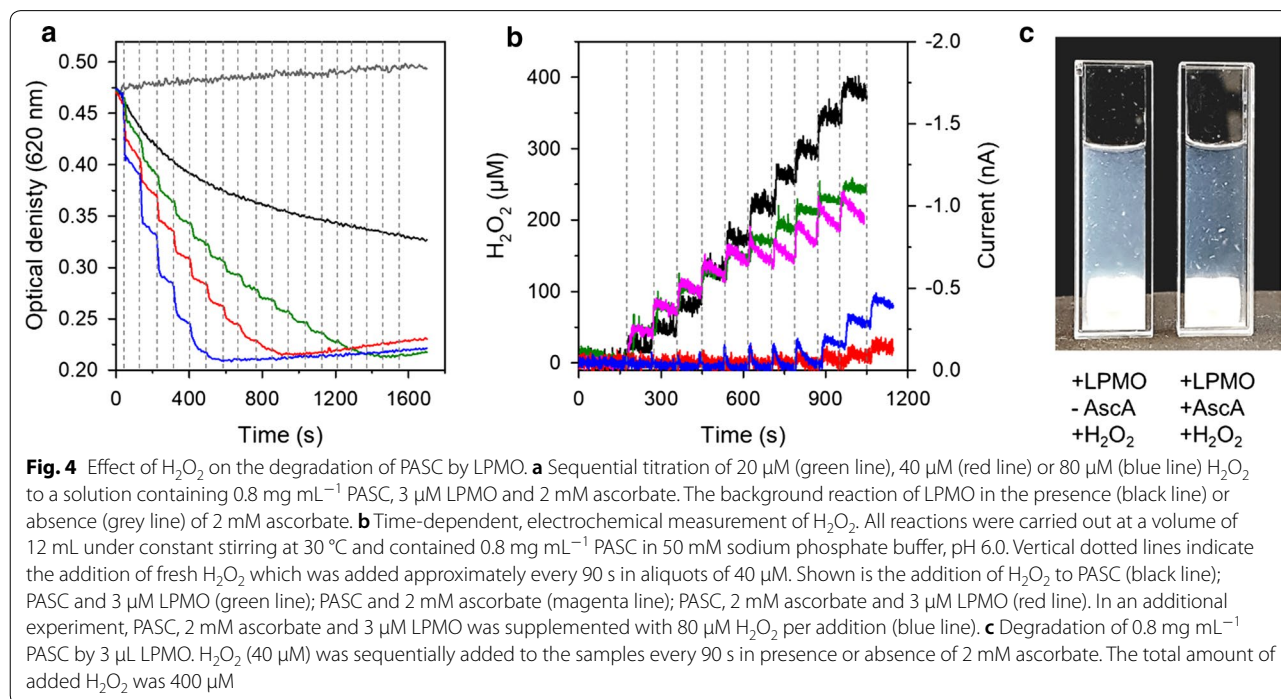 a
b
c
0.50
0.45
0.40
0.35
0.30
0.25
0.20
Optical denisty (620 nm)
0 400 800 1200 1600
Time (s)
400
300
200
100
0
H₂O₂ (µM)
-2.0
-1.5
-1.0
-0.5
0.0
Current (nA)
0 300 600 900 1200
Time (s)
+LPMO +LPMO
- AscA +AscA
+H₂O₂ +H₂O₂
Fig. 4 Effect of H₂O₂ on the degradation of PASC by LPMO. a Sequential titration of 20 µM (green line), 40 µM (red line) or 80 µM (blue line) H₂O₂
to a solution containing 0.8 mg mL⁻¹ PASC, 3 µM LPMO and 2 mM ascorbate. The background reaction of LPMO in the presence (black line) or
absence (grey line) of 2 mM ascorbate. b Time-dependent, electrochemical measurement of H₂O₂. All reactions were carried out at a volume of
12 mL under constant stirring at 30 °C and contained 0.8 mg mL⁻¹ PASC in 50 mM sodium phosphate buffer, pH 6.0. Vertical dotted lines indicate
the addition of fresh H₂O₂ which was added approximately every 90 s in aliquots of 40 µM. Shown is the addition of H₂O₂ to PASC (black line);
PASC and 3 µM LPMO (green line); PASC and 2 mM ascorbate (magenta line); PASC, 2 mM ascorbate and 3 µM LPMO (red line). In an additional
experiment, PASC, 2 mM ascorbate and 3 µM LPMO was supplemented with 80 µM H₂O₂ per addition (blue line). c Degradation of 0.8 mg mL⁻¹
PASC by 3 µL LPMO. H₂O₂ (40 µM) was sequentially added to the samples every 90 s in presence or absence of 2 mM ascorbate. The total amount of
added H₂O₂ was 400 µM